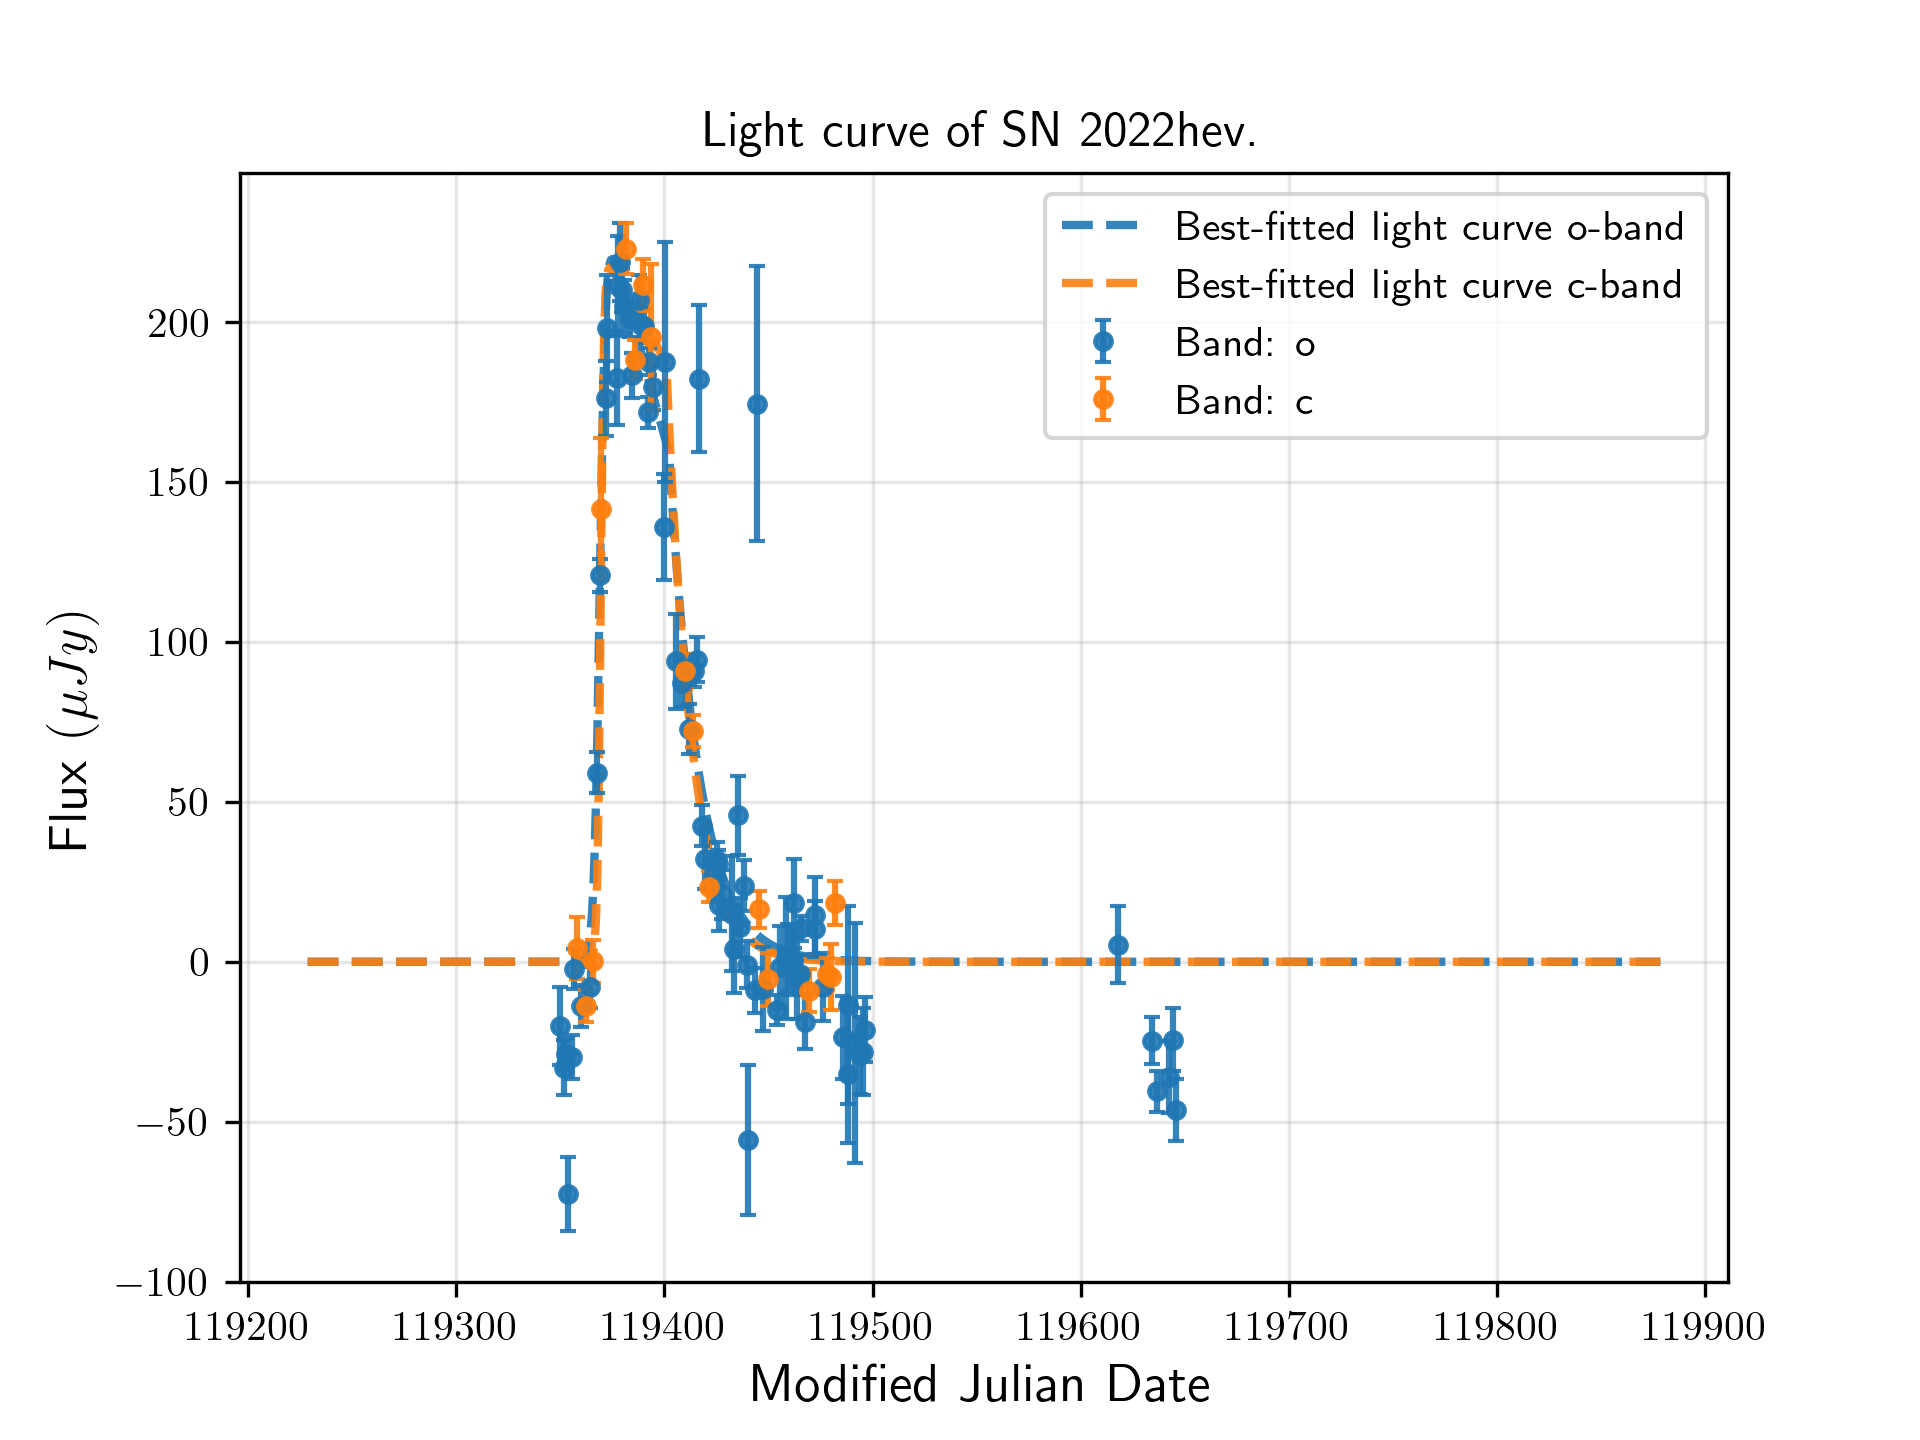 Light curve of SN 2022hev.
Best-fitted light curve o-band
Best-fitted light curve c-band
Band: o
Band: c
200
150
100
50
0
−50
−100
Flux (μJy)
119200 119300 119400 119500 119600 119700 119800 119900
Modified Julian Date